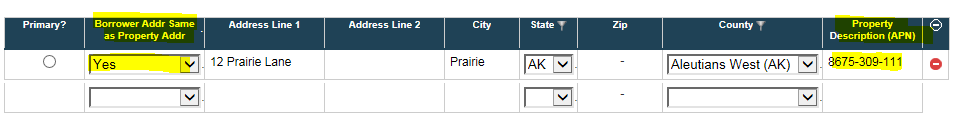 Primary? Borrower Addr Same as Property Addr Address Line 1 Address Line 2 City State Zip County Property Description (APN)
Yes 12 Prairie Lane Prairie AK - Aleutians West (AK) 8675-309-111
-